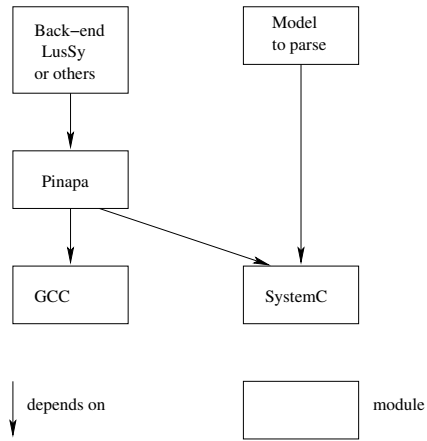 Back−end
LusSy
or others
Model
to parse
Pinapa
GCC
SystemC
depends on
module